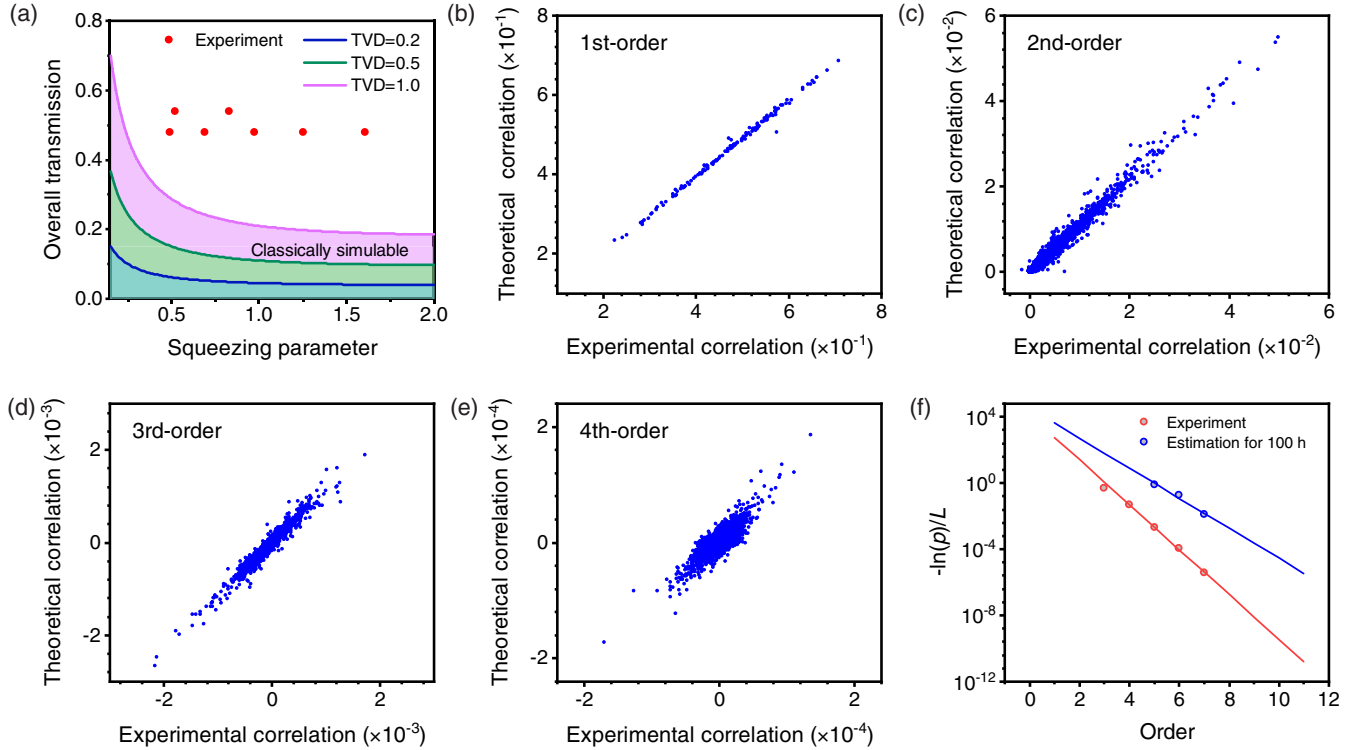 (a)
0.8
0.6
0.4
0.2
0.0
0.5
1.0
1.5
2.0
Overall transmission
Squeezing parameter
Experiment
TVD=0.2
TVD=0.5
TVD=1.0
Classically simulable
(b)
8
6
4
2
2
4
6
8
Theoretical correlation (×10⁻¹)
Experimental correlation (×10⁻¹)
1st-order
(c)
6
4
2
0
0
2
4
6
Theoretical correlation (×10⁻²)
Experimental correlation (×10⁻²)
2nd-order
(d)
2
0
-2
-2
0
2
Theoretical correlation (×10⁻³)
Experimental correlation (×10⁻³)
3rd-order
(e)
2
0
-2
-2
0
2
Theoretical correlation (×10⁻⁴)
Experimental correlation (×10⁻⁴)
4th-order
(f)
10⁴
10⁰
10⁻⁴
10⁻⁸
10⁻¹²
0
2
4
6
8
10
12
-ln(p)/L
Order
Experiment
Estimation for 100 h